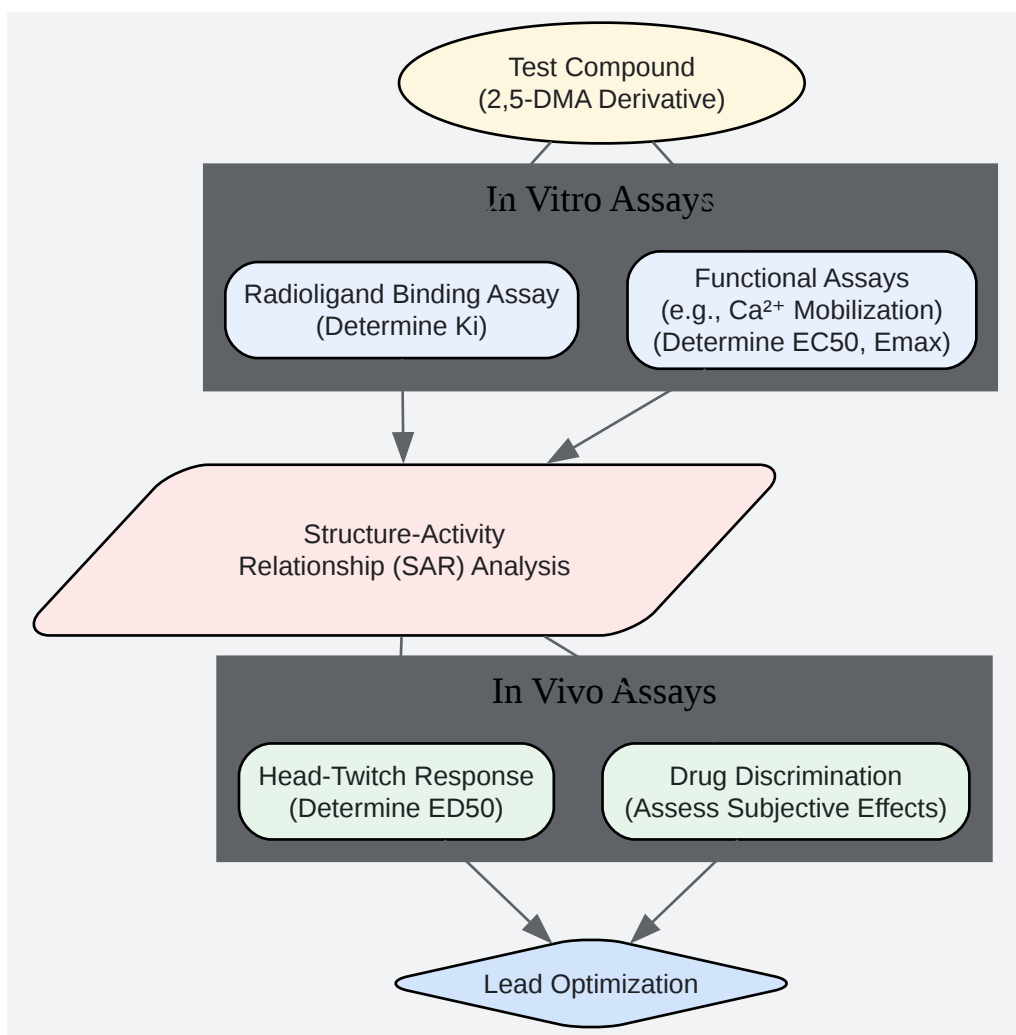 Test Compound
(2,5-DMA Derivative)
In Vitro Assays
Radioligand Binding Assay
(Determine Ki)
Functional Assays
(e.g., Ca²⁺ Mobilization)
(Determine EC50, Emax)
Structure-Activity
Relationship (SAR) Analysis
In Vivo Assays
Head-Twitch Response
(Determine ED50)
Drug Discrimination
(Assess Subjective Effects)
Lead Optimization